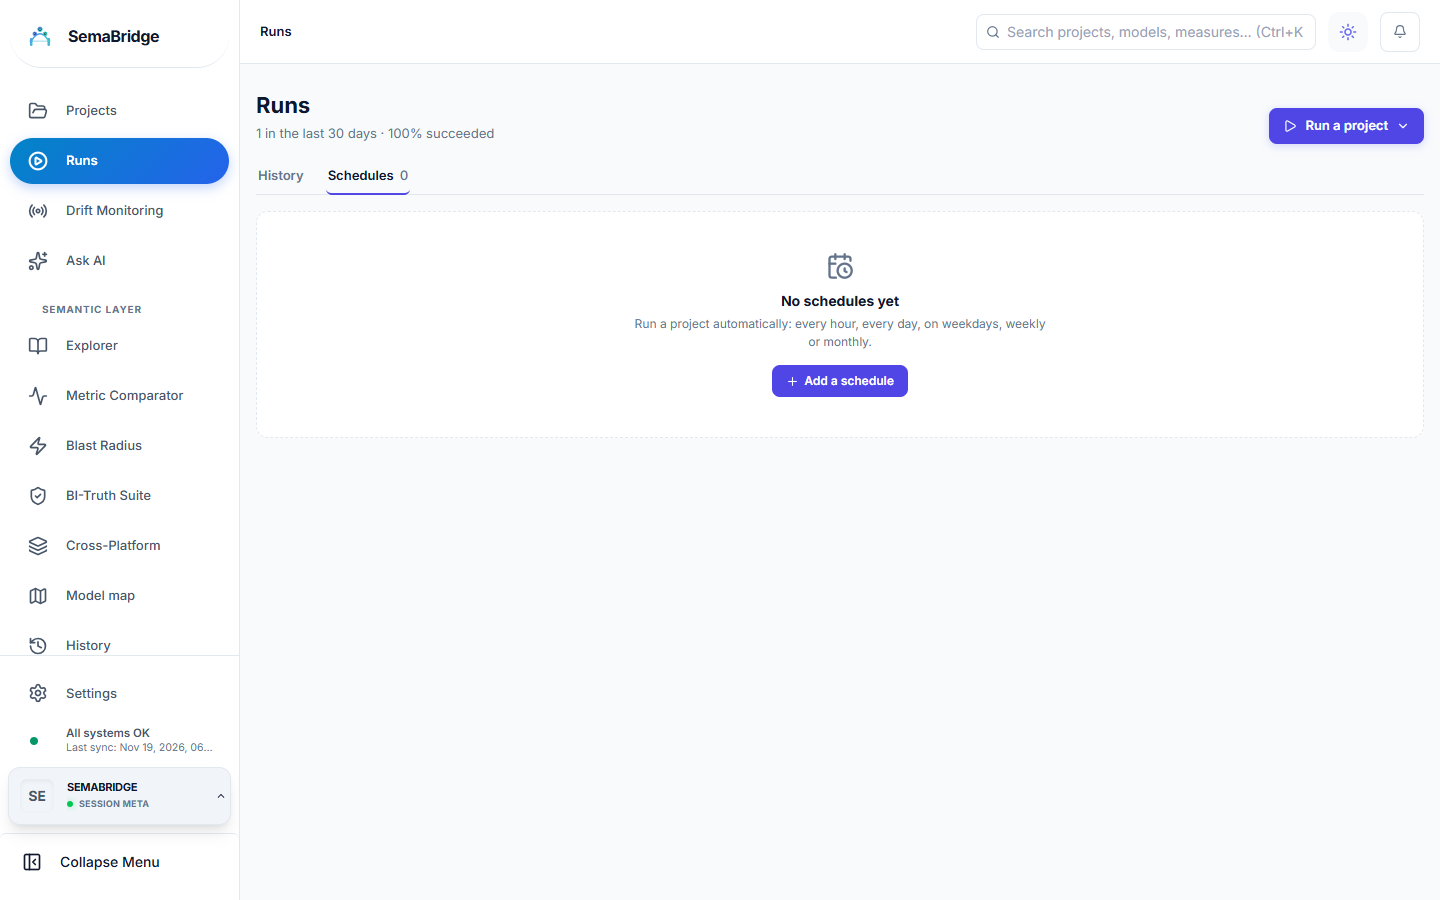 SemaBridge
Runs
Search projects, models, measures... (Ctrl+K
Projects
Runs
Drift Monitoring
Ask AI
SEMANTIC LAYER
Explorer
Metric Comparator
Blast Radius
BI-Truth Suite
Cross-Platform
Model map
History
Settings
All systems OK
Last sync: Nov 19, 2026, 06...
SE
SEMABRIDGE
SESSION META
Collapse Menu
Runs
1 in the last 30 days · 100% succeeded
Run a project
History
Schedules 0
No schedules yet
Run a project automatically: every hour, every day, on weekdays, weekly
or monthly.
Add a schedule